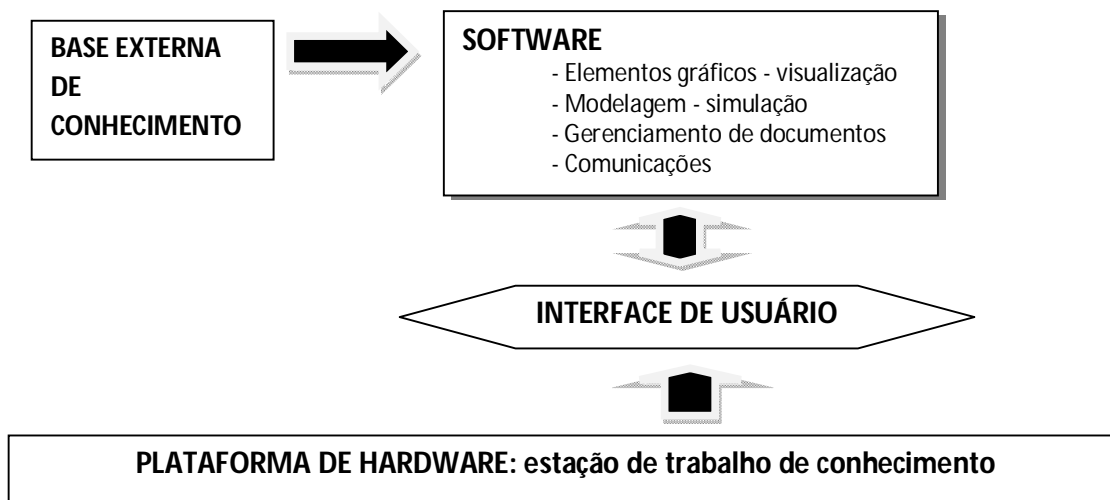 BASE EXTERNA
DE
CONHECIMENTO
SOFTWARE
- Elementos gráficos - visualização
- Modelagem - simulação
- Gerenciamento de documentos
- Comunicações
INTERFACE DE USUÁRIO
PLATAFORMA DE HARDWARE: estação de trabalho de conhecimento